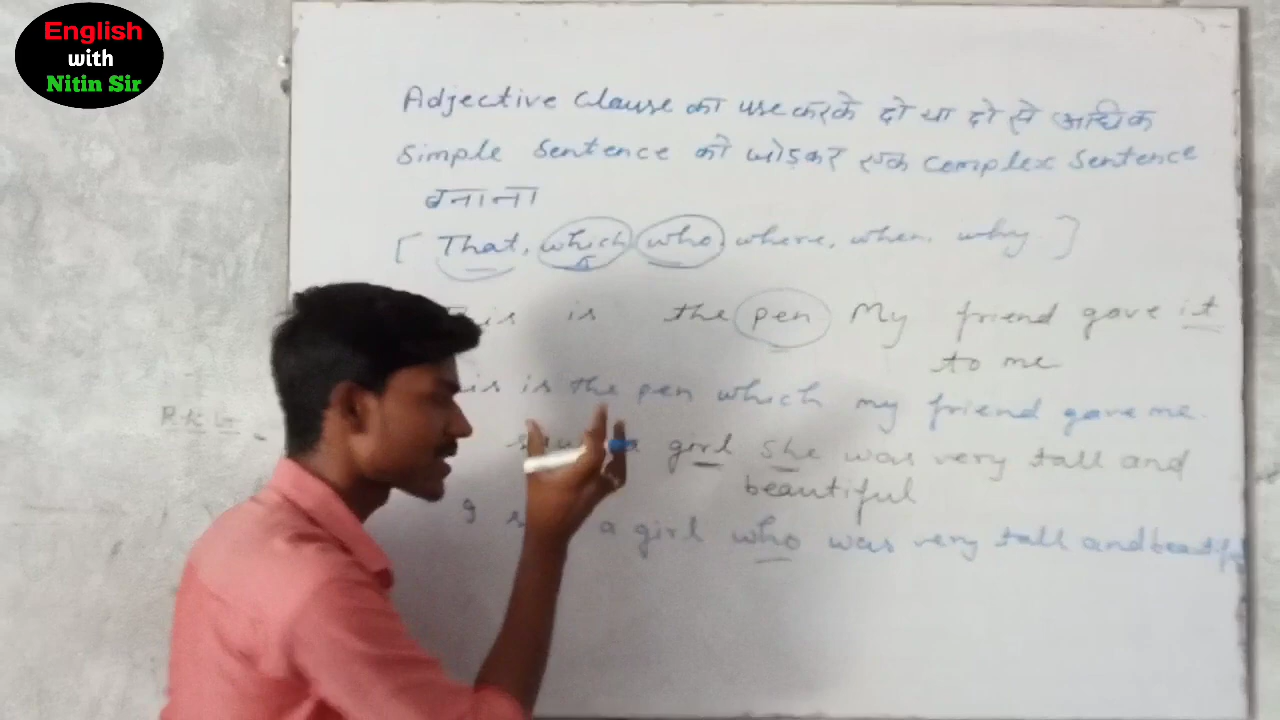 English
with
Nitin Sir
Adjective Clause का use करके दो या दो से अधिक
Simple Sentence को जोड़कर एक Complex Sentence
बनाना
[ That, which, who, where, when, why. ]
is the pen My friend gave it
to me
is the pen which my friend gave me.
a girl She was very tall and
beautiful
I a girl who was very tall and
R.K.G